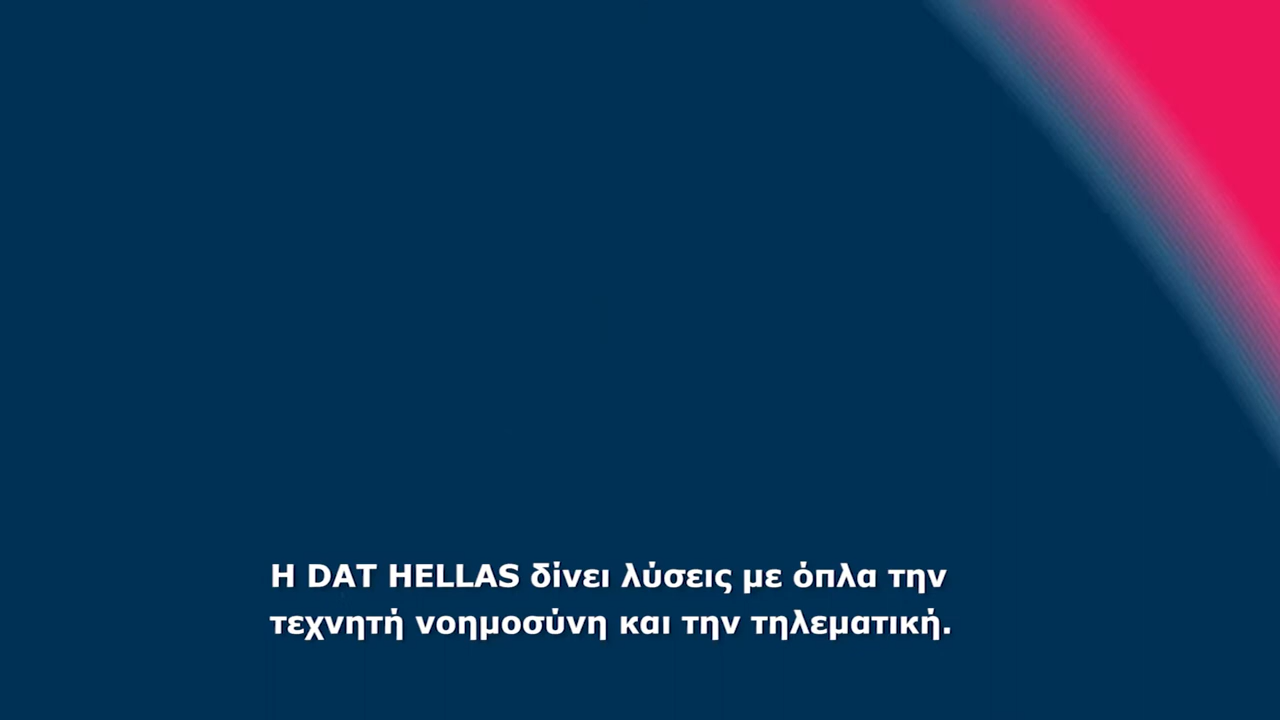 Η DAT HELLAS δίνει λύσεις με όπλα την
τεχνητή νοημοσύνη και την τηλεματική.